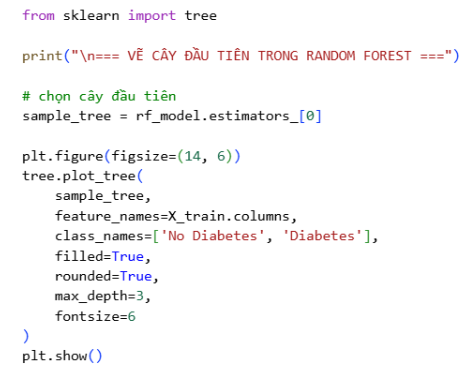 from sklearn import tree
print("\n=== VẼ CÂY ĐẦU TIÊN TRONG RANDOM FOREST ===")
# chọn cây đầu tiên
sample_tree = rf_model.estimators_[0]
plt.figure(figsize=(14, 6))
tree.plot_tree(
    sample_tree,
    feature_names=X_train.columns,
    class_names=['No Diabetes', 'Diabetes'],
    filled=True,
    rounded=True,
    max_depth=3,
    fontsize=6
)
plt.show()